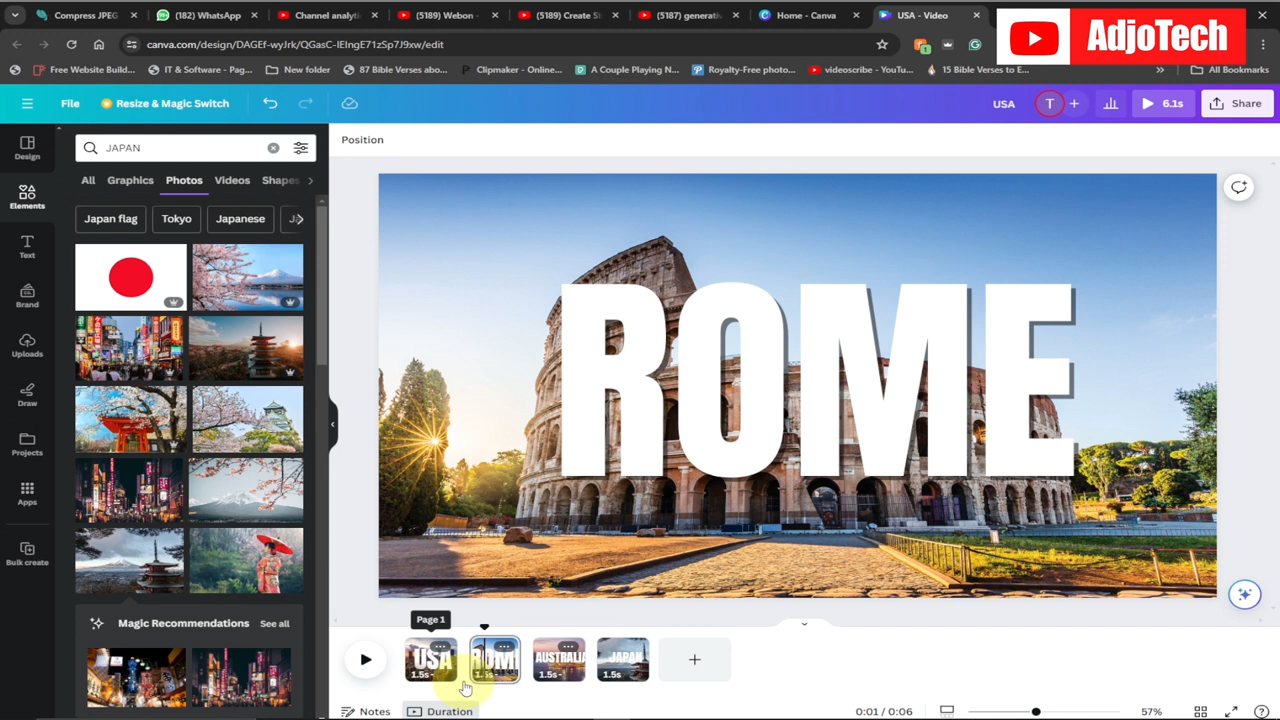 Compress JPEG
(182) WhatsApp
Channel analyti
(5189) Webon -
(5189) Create S
(5187) generati
Home - Canva
USA - Video
canva.com/design/DAGEf-wyJrk/QGasC-IEIngE71zSp7J9xw/edit
AdjoTech
Free Website Build...
IT & Software - Pag...
New folder
87 Bible Verses abo...
Clipmaker - Online...
A Couple Playing N...
Royalty-free photo...
videoscribe - YouTu...
15 Bible Verses to E...
All Bookmarks
File
Resize & Magic Switch
USA
T
6.1s
Share
JAPAN
Position
Design
Elements
Text
Brand
Uploads
Draw
Projects
Apps
Bulk create
All
Graphics
Photos
Videos
Shapes
Japan flag
Tokyo
Japanese
ROME
Magic Recommendations
See all
Page 1
USA
1.5s
ROM
1.5s
AUSTRALIA
1.5s
JAPAN
1.5s
Notes
Duration
0:01 / 0:06
57%